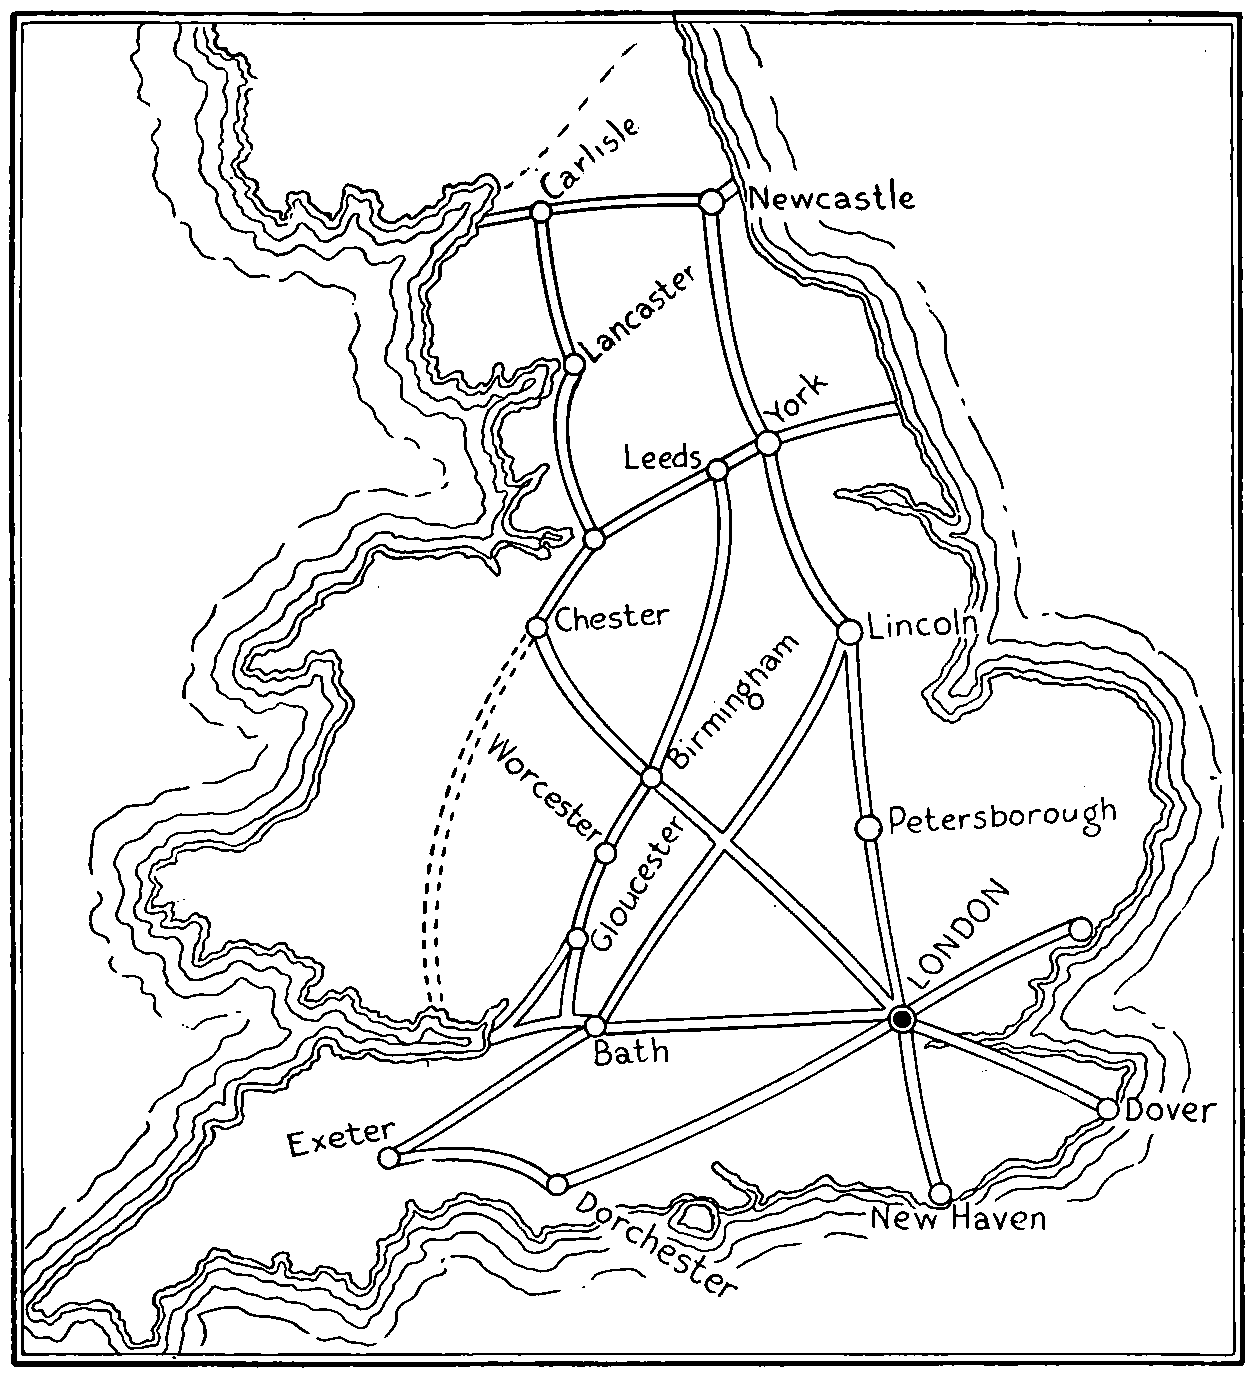 Carlisle
Newcastle
Lancaster
York
Leeds
Chester
Lincoln
Birmingham
Worcester
Petersborough
Gloucester
LONDON
Bath
Dover
Exeter
Dorchester
New Haven